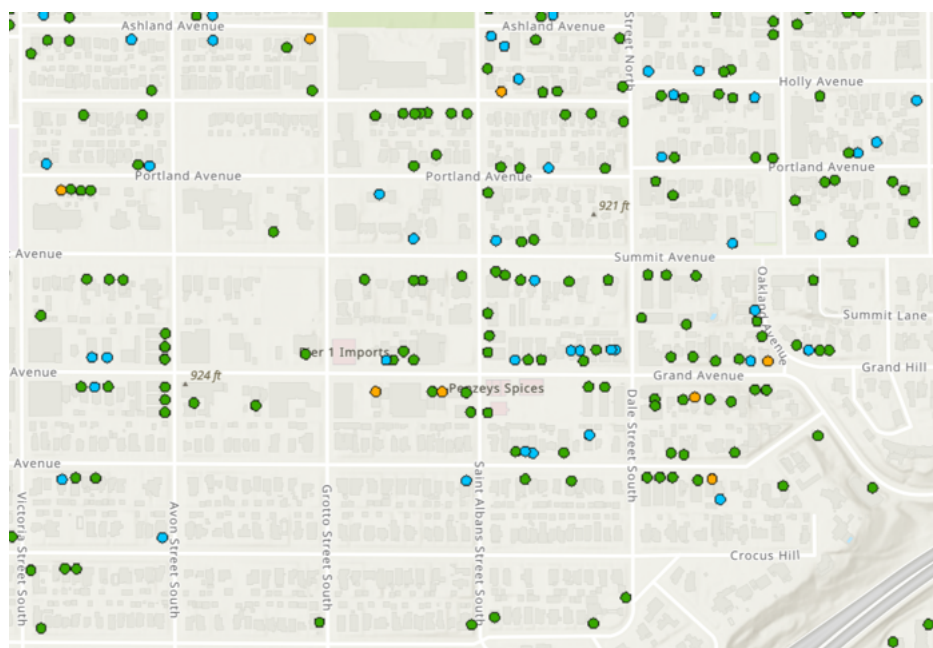 Ashland Avenue
Ashland Avenue
Street North
Holly Avenue
Portland Avenue
Portland Avenue
Portland Avenue
921 ft
Avenue
Summit Avenue
Oakland Avenue
Summit Lane
Tier 1 Imports
Avenue
924 ft
Penzeys Spices
Grand Avenue
Grand Hill
Dale Street South
Avenue
Victoria Street South
Avon Street South
Grotto Street South
Saint Albans Street South
Crocus Hill